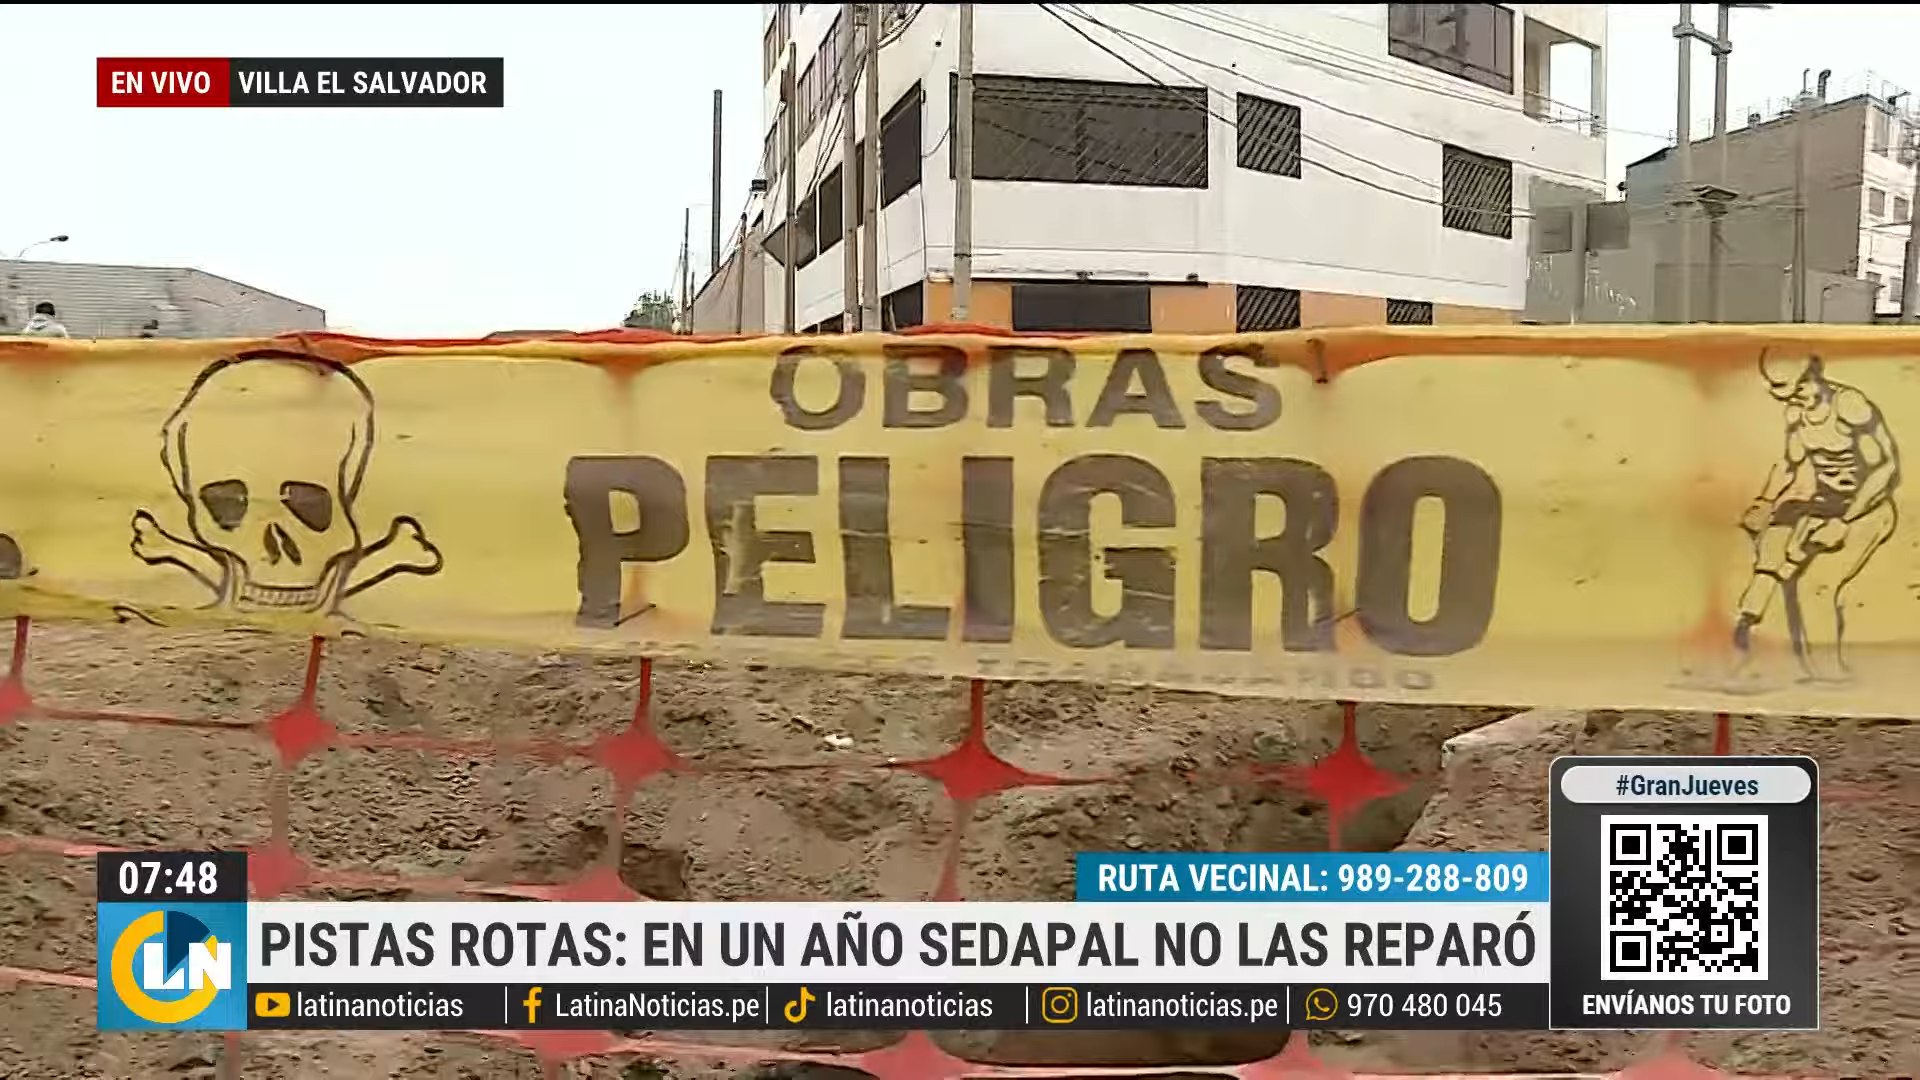 EN VIVO VILLA EL SALVADOR
OBRAS
PELIGRO
#GranJueves
07:48
RUTA VECINAL: 989-288-809
LN
PISTAS ROTAS: EN UN AÑO SEDAPAL NO LAS REPARÓ
latinanoticias LatinaNoticias.pe latinanoticias latinanoticias.pe 970 480 045
ENVÍANOS TU FOTO